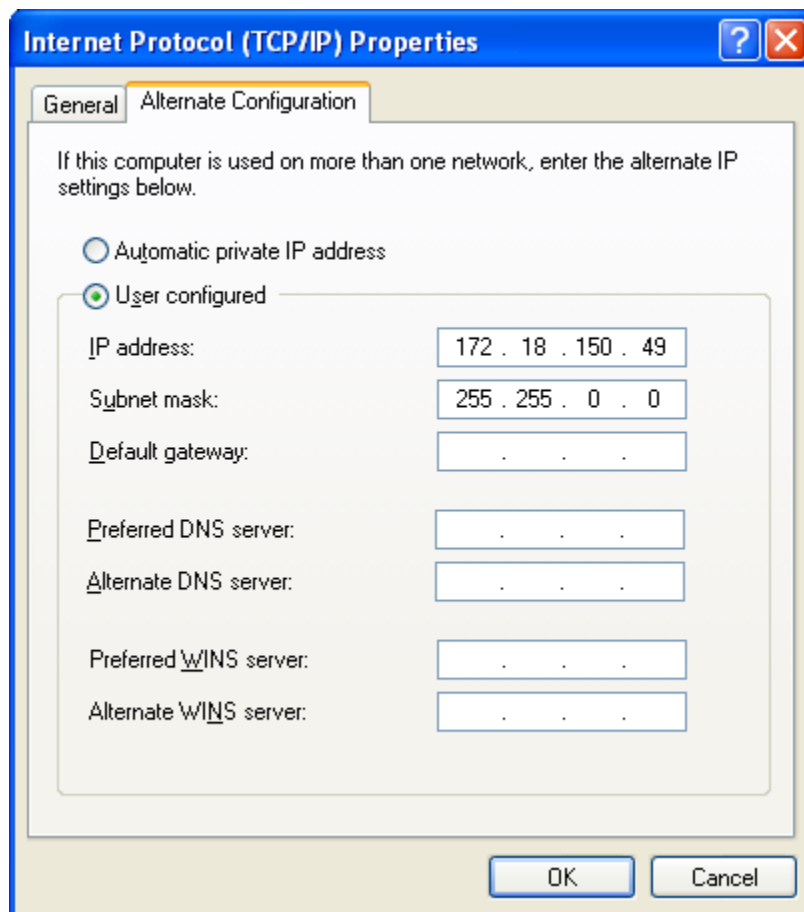 Internet Protocol (TCP/IP) Properties
General
Alternate Configuration
If this computer is used on more than one network, enter the alternate IP
settings below.
Automatic private IP address
User configured
IP address: 172 . 18 . 150 . 49
Subnet mask: 255 . 255 . 0 . 0
Default gateway: . . .
Preferred DNS server: . . .
Alternate DNS server: . . .
Preferred WINS server: . . .
Alternate WINS server: . . .
OK Cancel